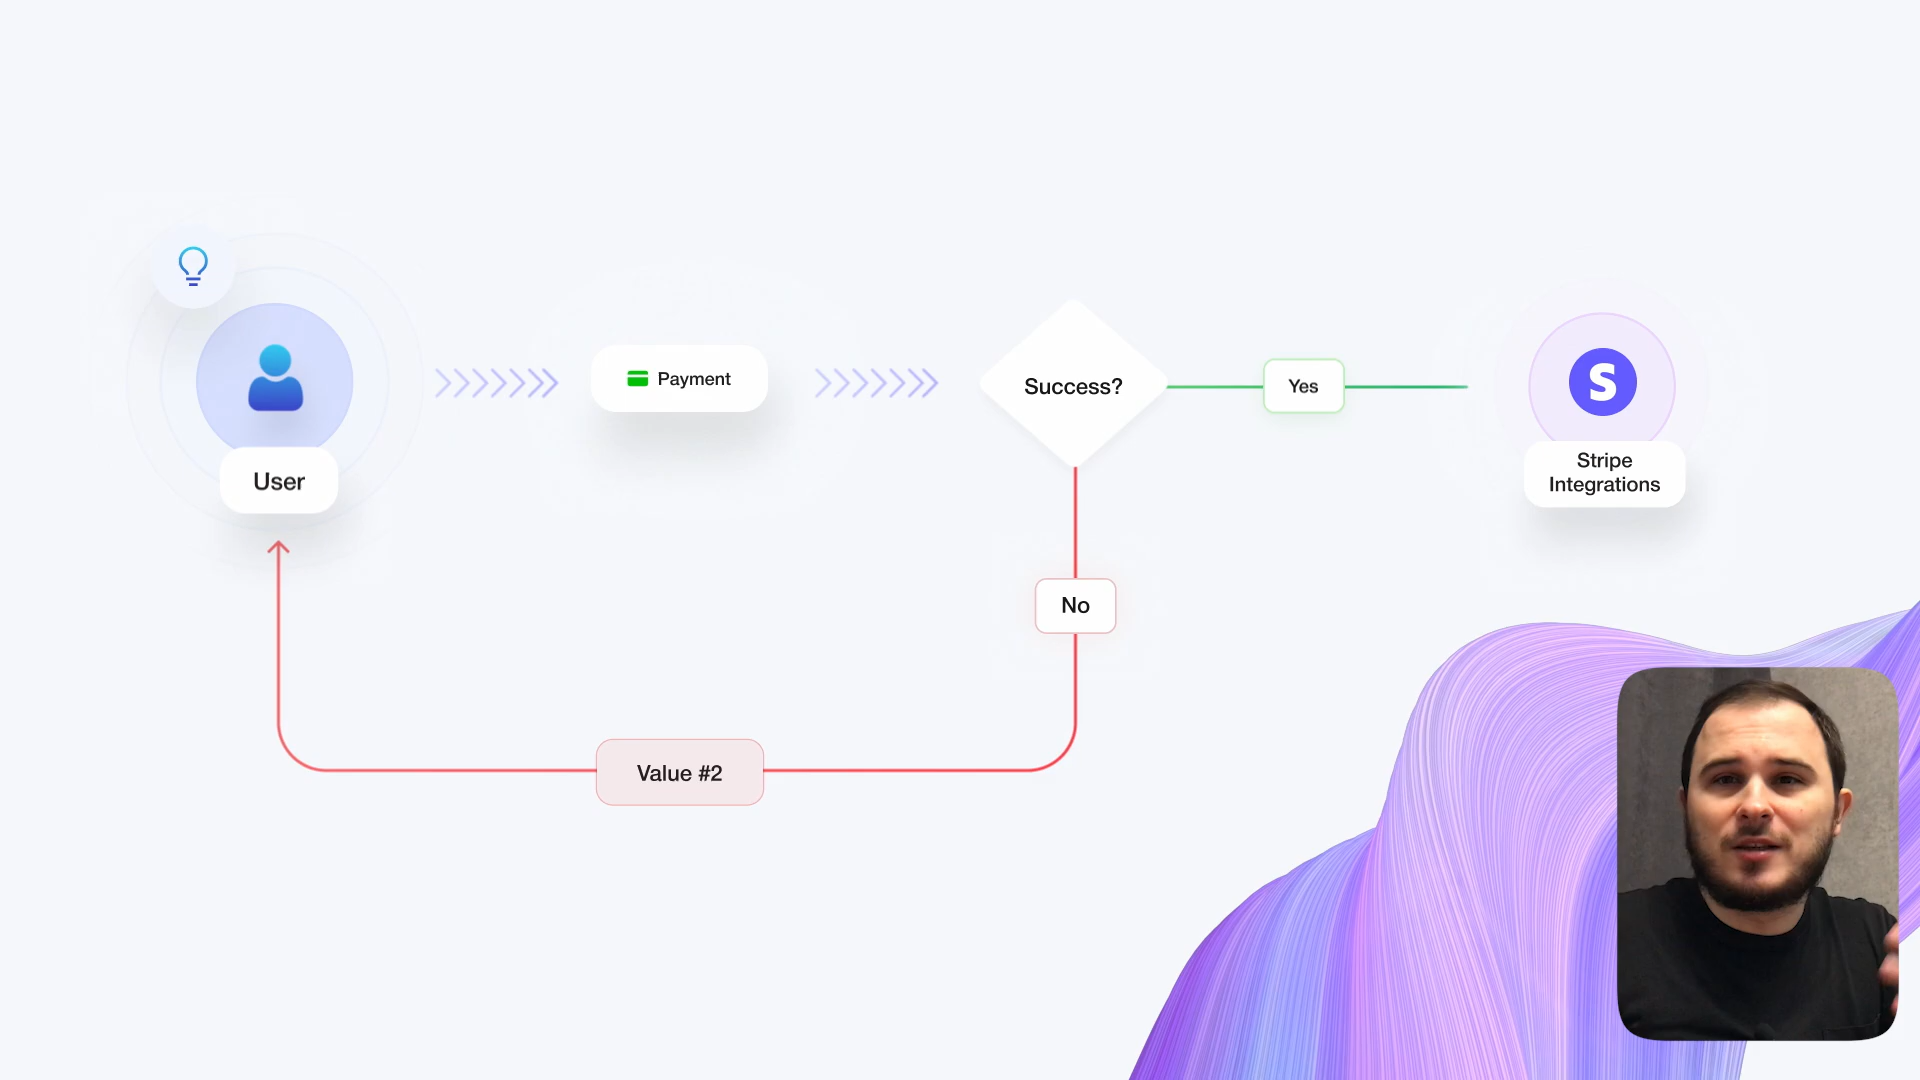 Payment
Success?
Yes
S
Stripe
Integrations
User
No
Value #2